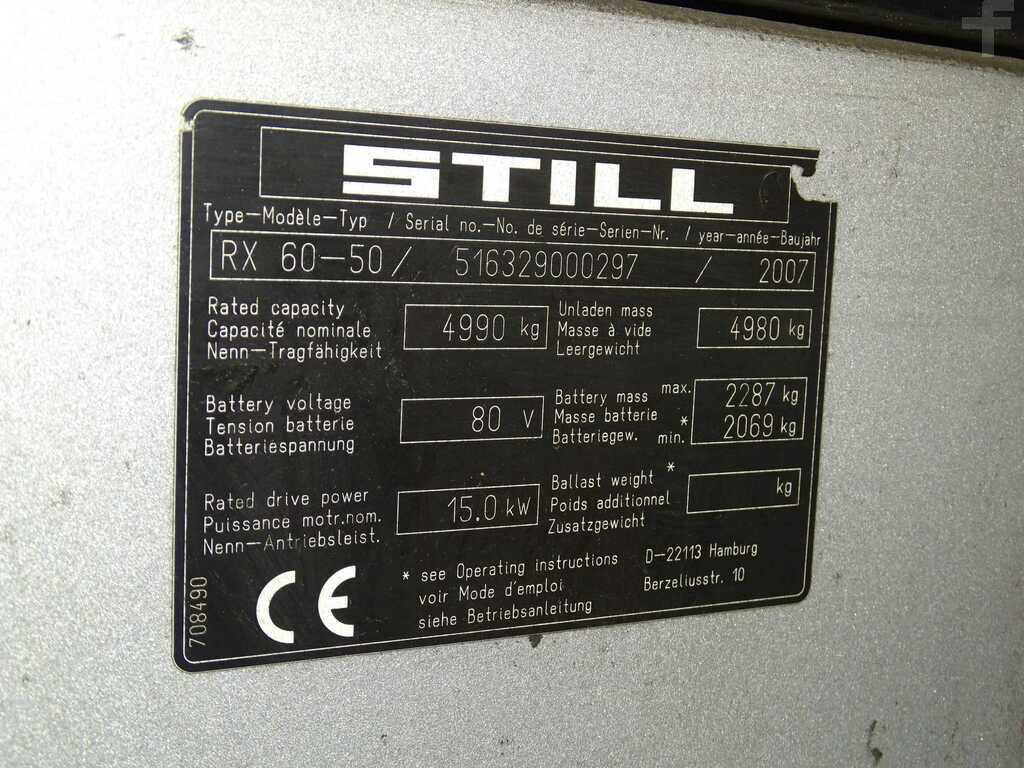 STILL
Type-Modèle-Typ / Serial no.-No. de série-Serien-Nr. / year-année-Baujahr
RX 60-50 / 516329000297 / 2007
Rated capacity
Capacité nominale
Nenn-Tragfähigkeit
4990 kg
Unladen mass
Masse à vide
Leergewicht
4980 kg
Battery voltage
Tension batterie
Batteriespannung
80 V
Battery mass max.
Masse batterie *
Batteriegew. min.
2287 kg
2069 kg
Rated drive power
Puissance motr.nom.
Nenn-Antriebsleist.
15.0 kW
Ballast weight *
Poids additionnel
Zusatzgewicht
kg
CE
* see Operating instructions
voir Mode d'emploi
siehe Betriebsanleitung
D-22113 Hamburg
Berzeliusstr. 10
708490
f